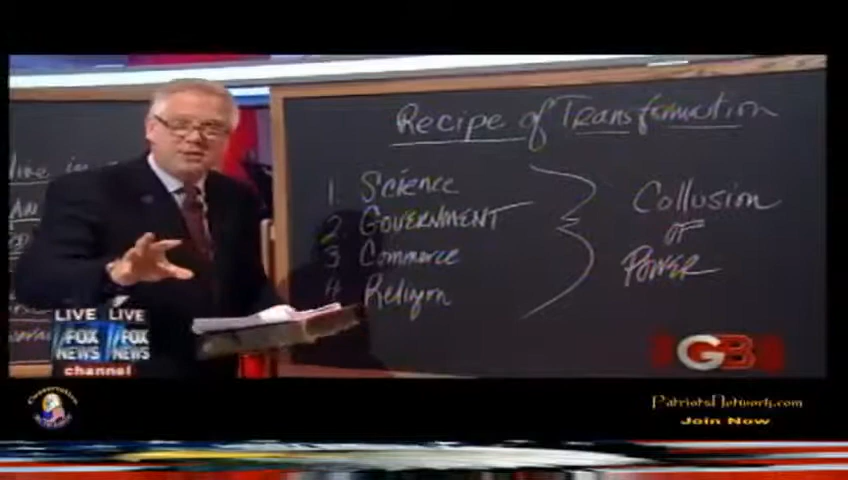 Recipe of Transformation
1. Science
2 GOVERNMENT
3 Commerce
4 Religion
Collusion
OF
POWER
LIVE LIVE
FOX FOX
NEWS NEWS
channel
GB
PatriotsNetwork.com
Join Now